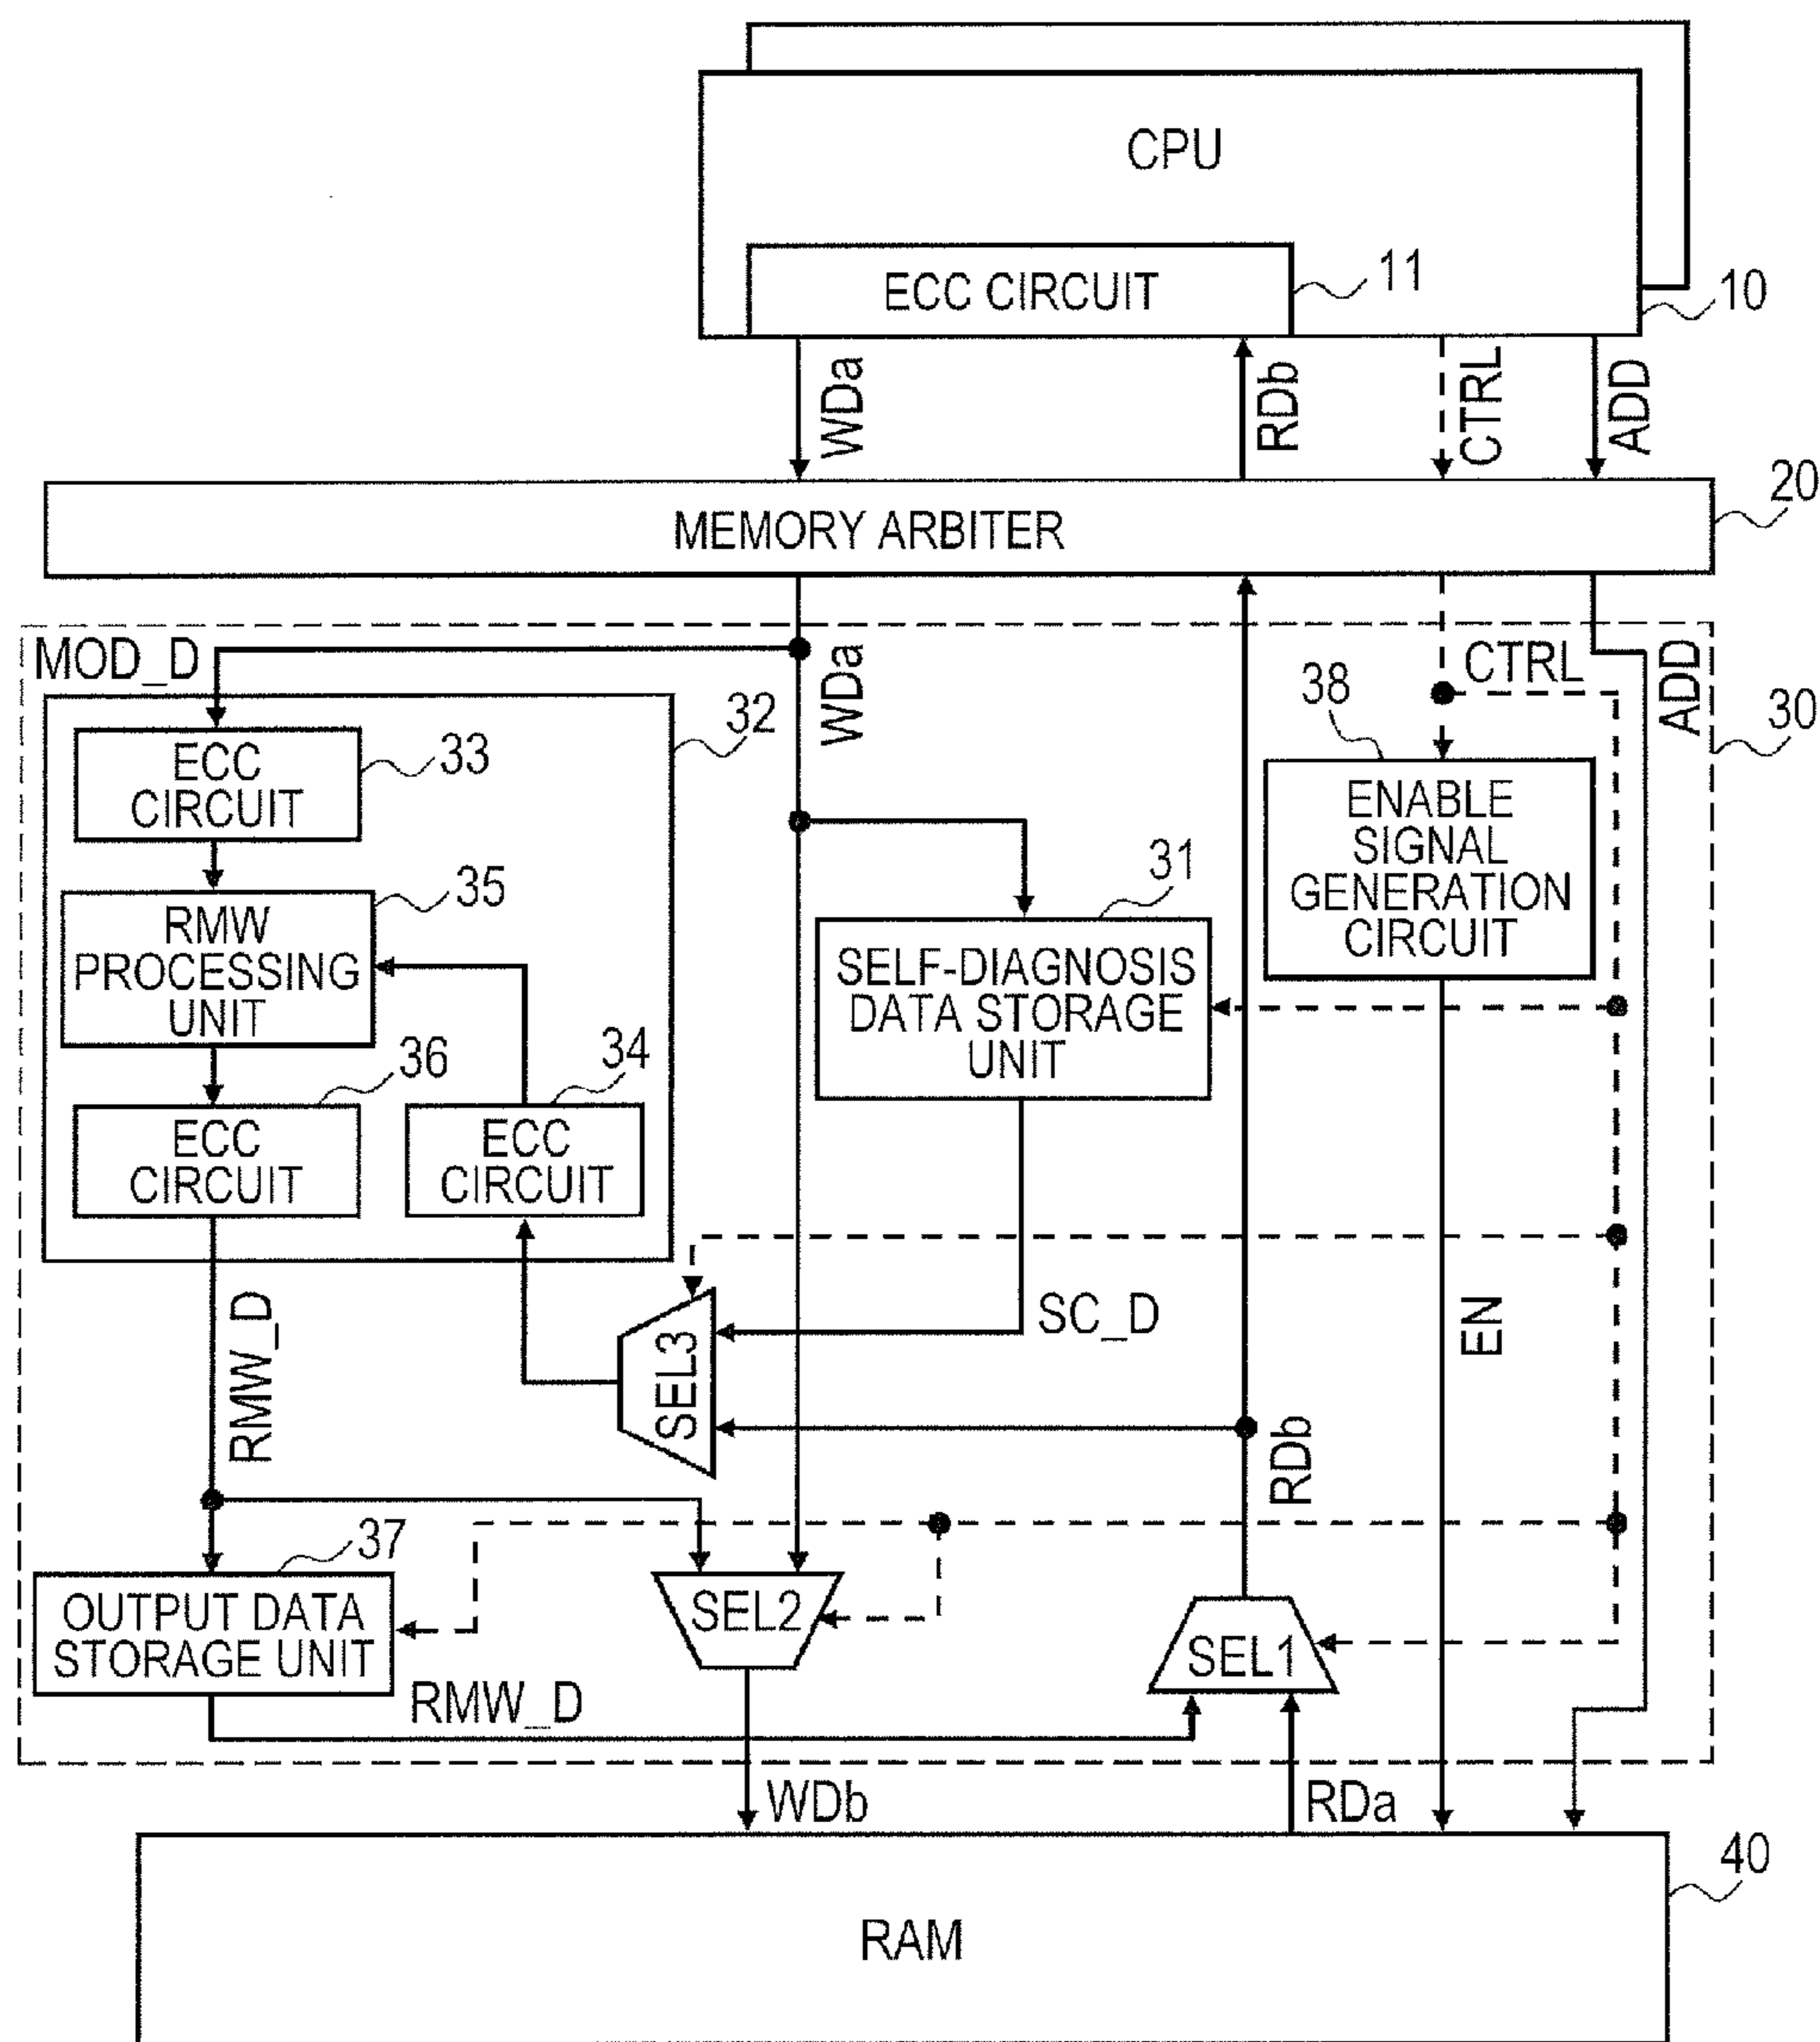 CPU
ECC CIRCUIT
11
10
WDa
RDb
CTRL
ADD
20
MEMORY ARBITER
MOD_D
WDa
CTRL
ADD
30
32
38
33
ECC
CIRCUIT
ENABLE
SIGNAL
GENERATION
CIRCUIT
35
31
RMW
PROCESSING
UNIT
SELF-DIAGNOSIS
DATA STORAGE
UNIT
36
34
ECC
CIRCUIT
ECC
CIRCUIT
RMW_D
SEL3
SC_D
EN
RDb
37
OUTPUT DATA
STORAGE UNIT
SEL2
SEL1
RMW_D
WDb
RDa
40
RAM